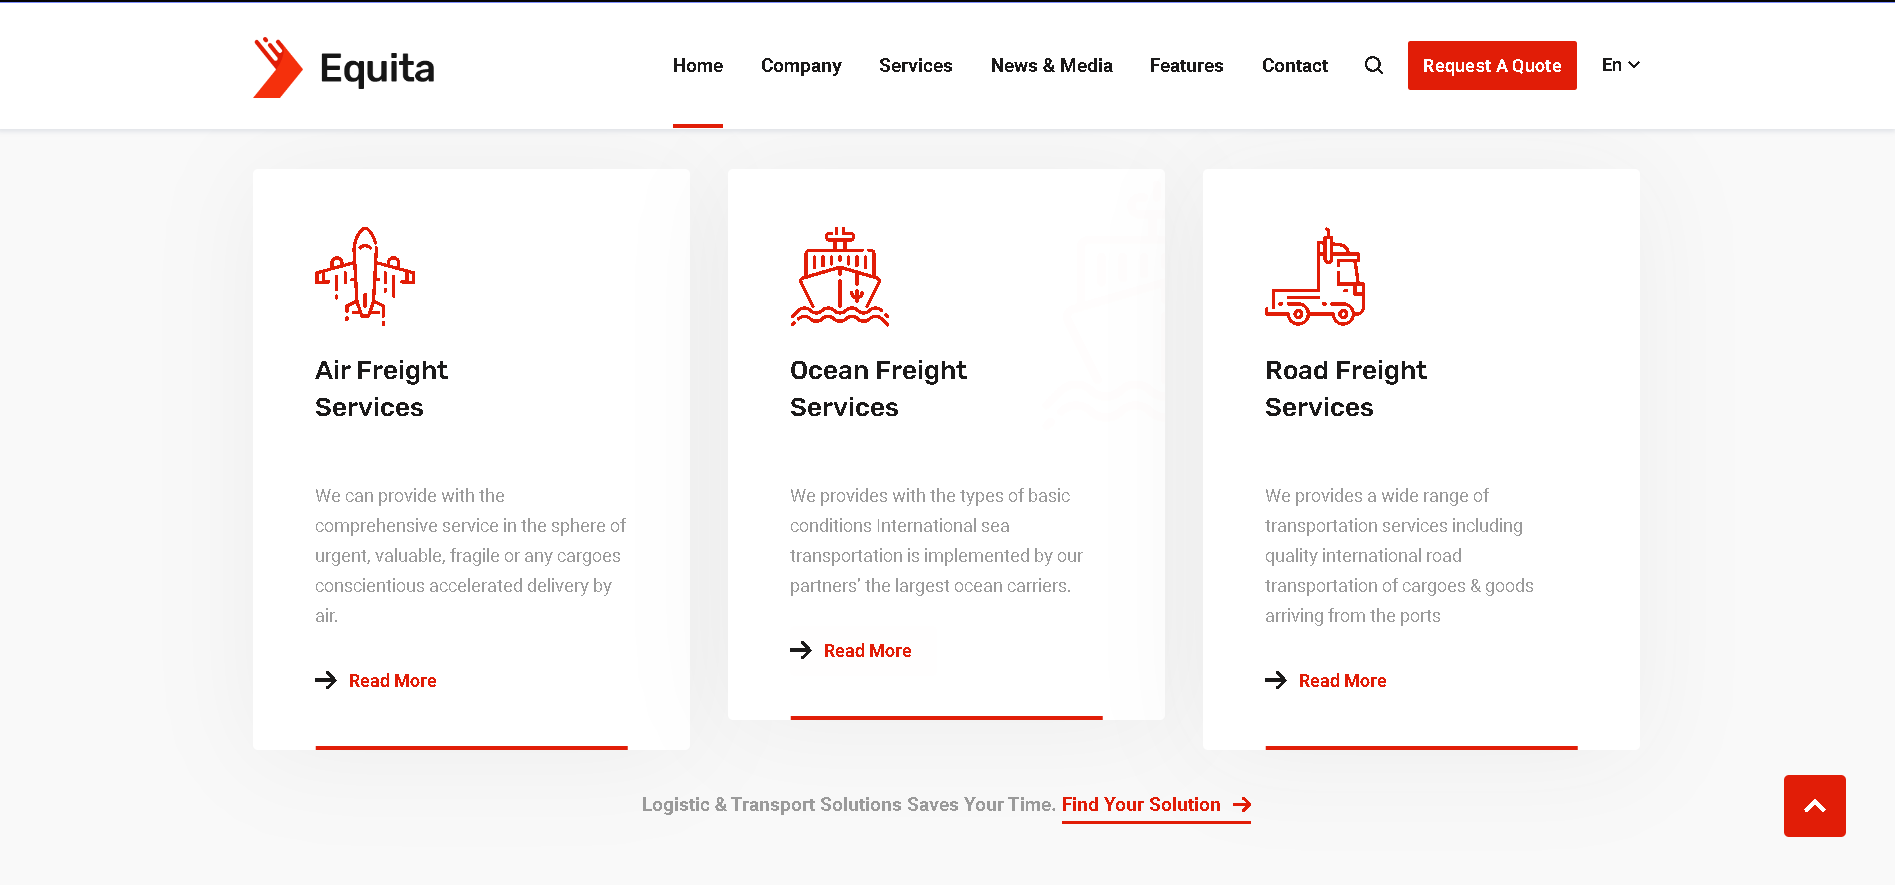 Equita
Home Company Services News & Media Features Contact Request A Quote En
Air Freight
Services
We can provide with the
comprehensive service in the sphere of
urgent, valuable, fragile or any cargoes
conscientious accelerated delivery by
air.
Read More
Ocean Freight
Services
We provides with the types of basic
conditions International sea
transportation is implemented by our
partners' the largest ocean carriers.
Read More
Road Freight
Services
We provides a wide range of
transportation services including
quality international road
transportation of cargoes & goods
arriving from the ports
Read More
Logistic & Transport Solutions Saves Your Time. Find Your Solution